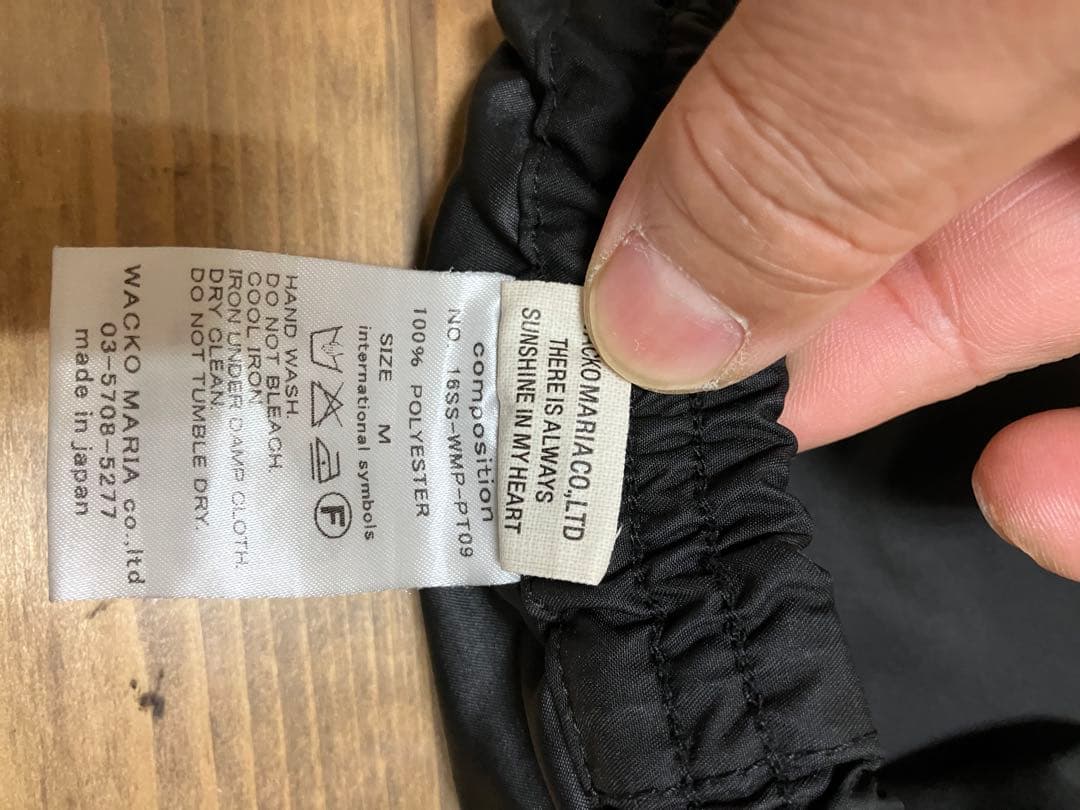 MARIACO.,LTD
THERE IS ALWAYS
SUNSHINE IN MY HEART
composition
NO. 16SS-WMP-PT09
100% POLYESTER
SIZE M
international symbols
F
HAND WASH.
DO NOT BLEACH
COOL IRON
IRON UNDER DAMP CLOTH.
DRY CLEAN.
DO NOT TUMBLE DRY.
WACKO MARIA co.,ltd
03-5708-5277
made in japan